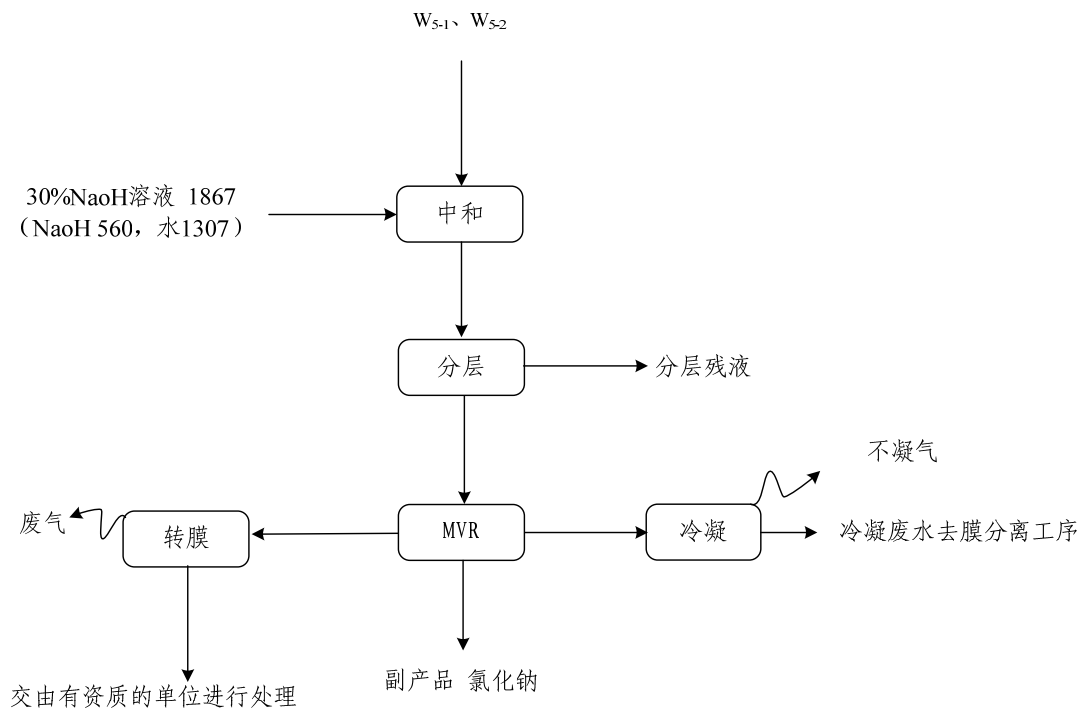 W5-1、W5-2
30%NaoH溶液 1867
（NaoH 560，水1307）
中和
分层
分层残液
不凝气
废气
转膜
MVR
冷凝
冷凝废水去膜分离工序
副产品 氯化钠
交由有资质的单位进行处理